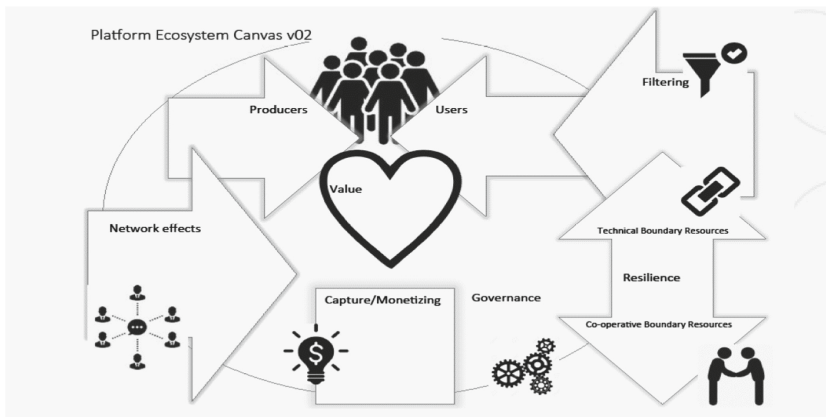 Platform Ecosystem Canvas v02
Filtering
Producers
Users
Value
Network effects
Technical Boundary Resources
Resilience
Capture/Monetizing
Governance
Co-operative Boundary Resources
$